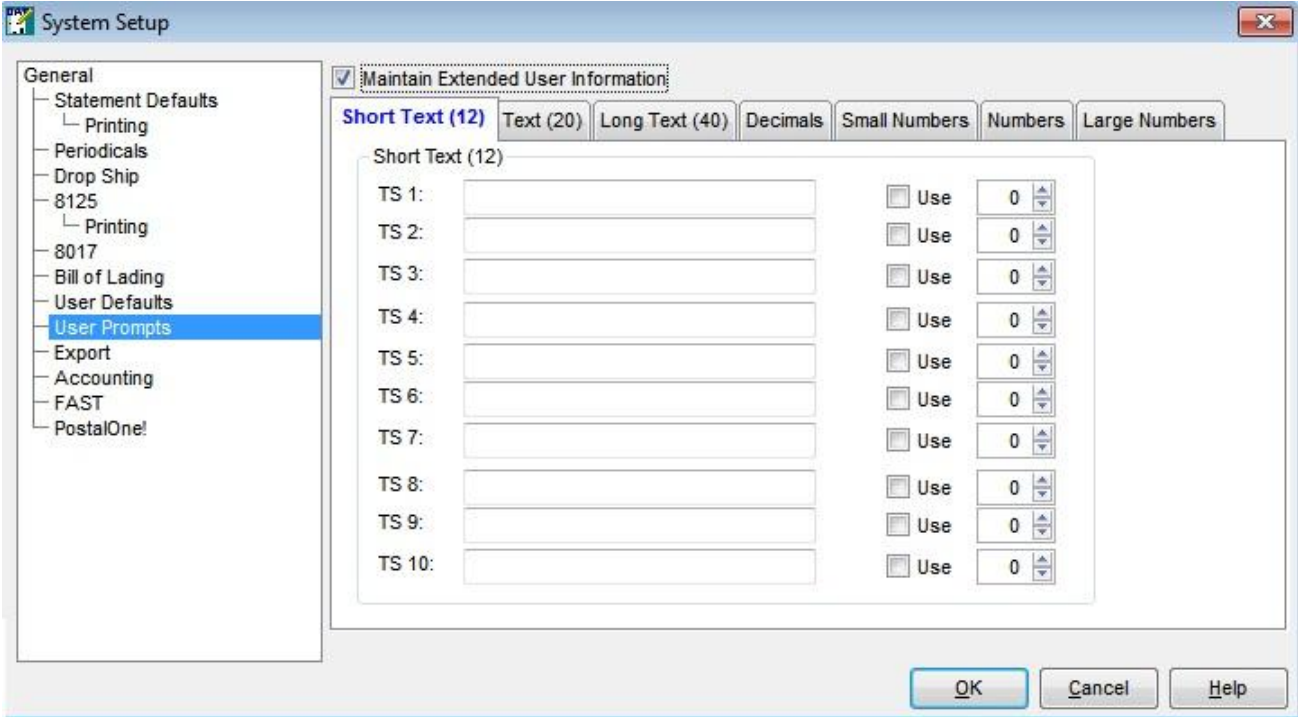 System Setup
General
Statement Defaults
Printing
Periodicals
Drop Ship
8125
Printing
8017
Bill of Lading
User Defaults
User Prompts
Export
Accounting
FAST
PostalOne!
Maintain Extended User Information
Short Text (12) Text (20) Long Text (40) Decimals Small Numbers Numbers Large Numbers
Short Text (12)
TS 1: Use 0
TS 2: Use 0
TS 3: Use 0
TS 4: Use 0
TS 5: Use 0
TS 6: Use 0
TS 7: Use 0
TS 8: Use 0
TS 9: Use 0
TS 10: Use 0
OK Cancel Help